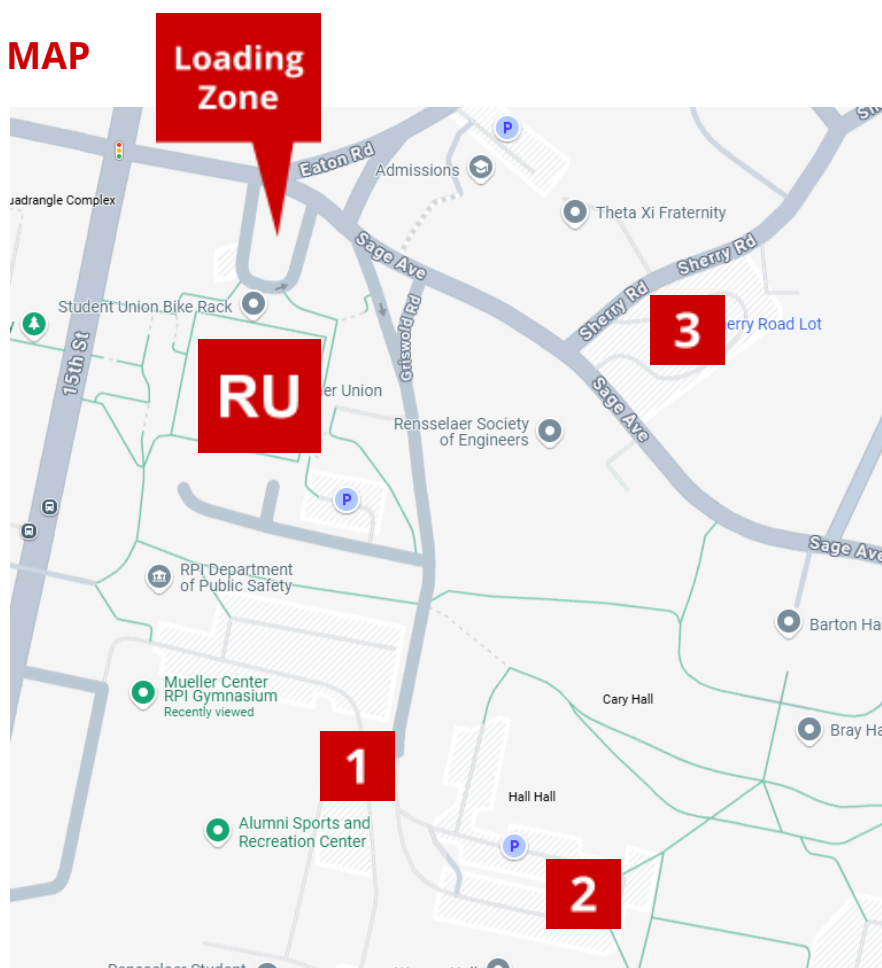 MAP
Loading
Zone
Eaton Rd
P
Admissions
Theta Xi Fraternity
uadrangle Complex
Sage Ave
Sherry Rd
Student Union Bike Rack
Sherry Rd
3
erry Road Lot
15th St
Griswold Rd
RU
er Union
Rensselaer Society
of Engineers
Sage Ave
P
Sage Ave
RPI Department
of Public Safety
Barton Ha
Mueller Center
RPI Gymnasium
Recently viewed
Cary Hall
Bray Ha
1
Hall Hall
Alumni Sports and
Recreation Center
P
2